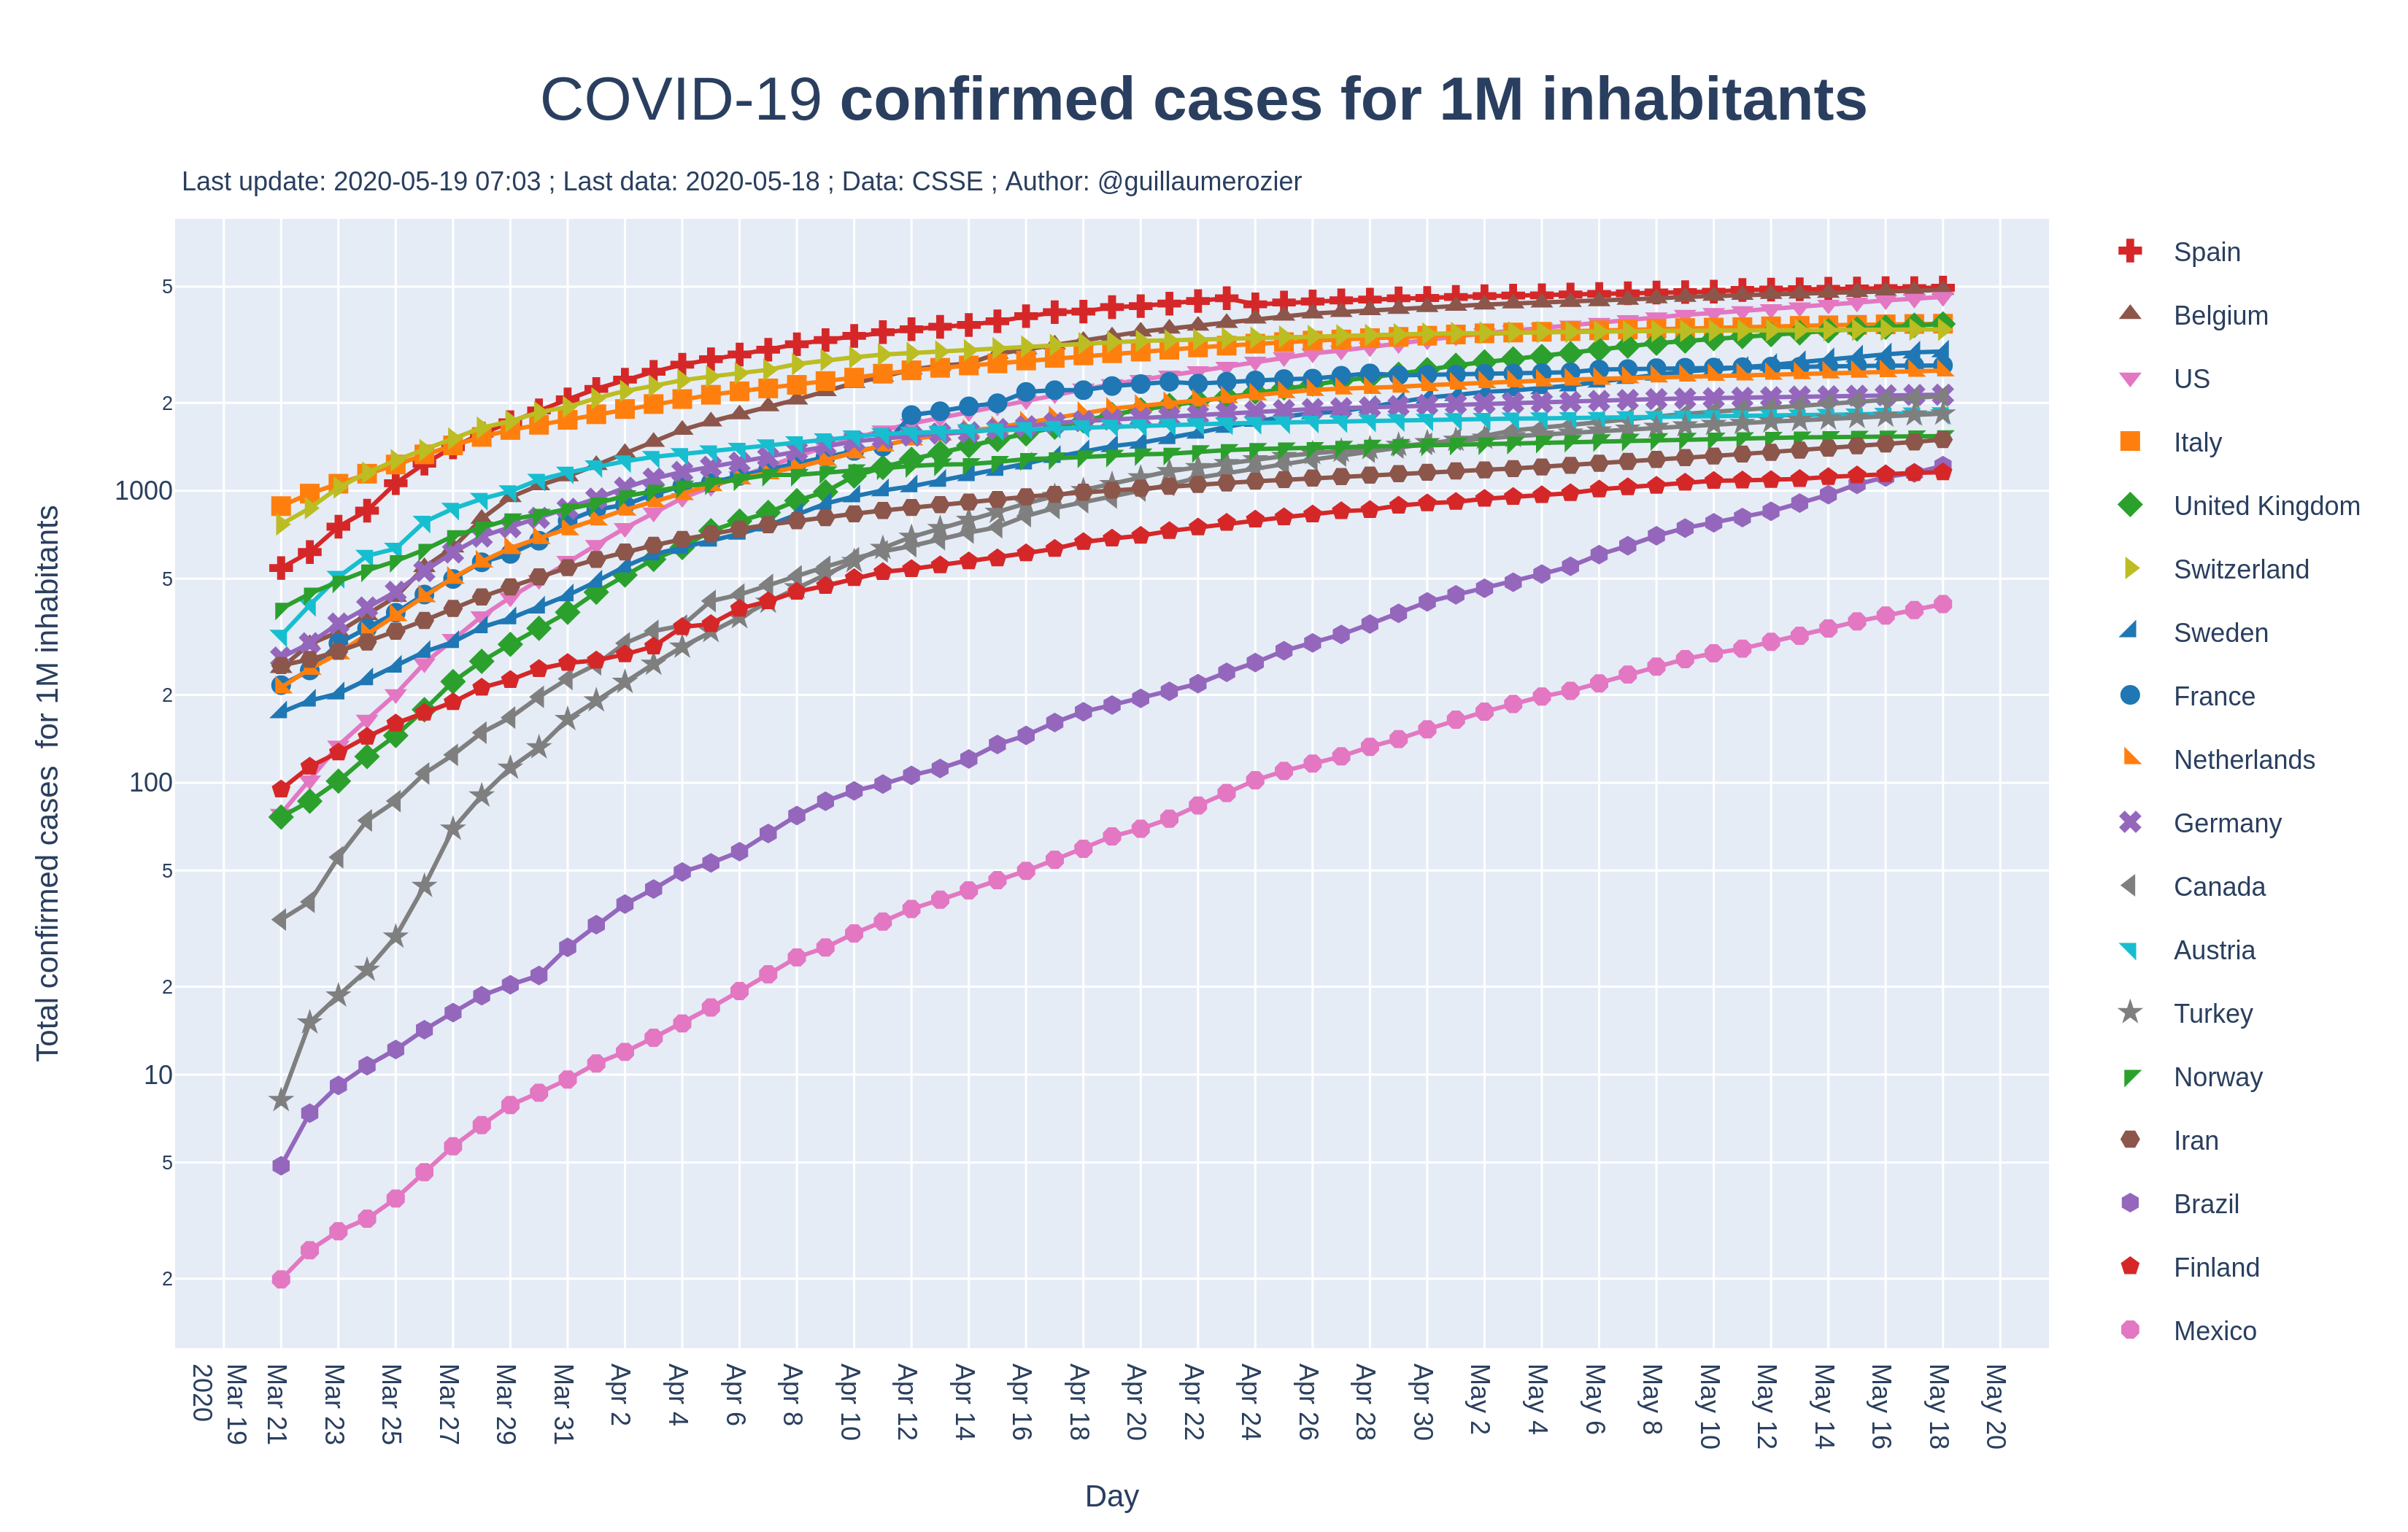 COVID-19 confirmed cases for 1M inhabitants
Last update: 2020-05-19 07:03 ; Last data: 2020-05-18 ; Data: CSSE ; Author: @guillaumerozier
Total confirmed cases for 1M inhabitants
5
2
1000
5
2
100
5
2
10
5
2
Mar 19
2020
Mar 21
Mar 23
Mar 25
Mar 27
Mar 29
Mar 31
Apr 2
Apr 4
Apr 6
Apr 8
Apr 10
Apr 12
Apr 14
Apr 16
Apr 18
Apr 20
Apr 22
Apr 24
Apr 26
Apr 28
Apr 30
May 2
May 4
May 6
May 8
May 10
May 12
May 14
May 16
May 18
May 20
Day
Spain
Belgium
US
Italy
United Kingdom
Switzerland
Sweden
France
Netherlands
Germany
Canada
Austria
Turkey
Norway
Iran
Brazil
Finland
Mexico